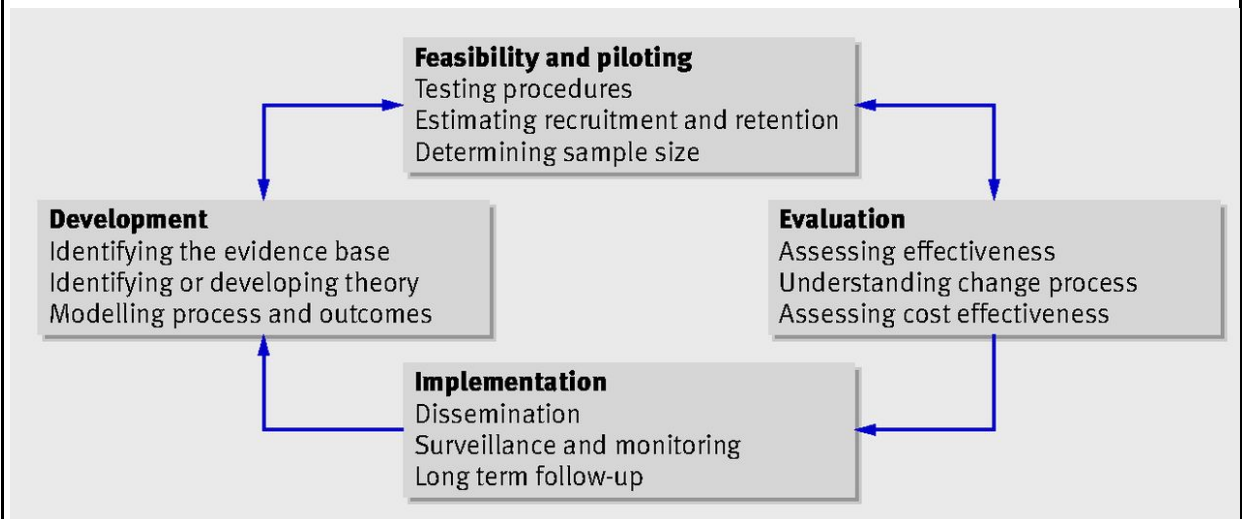 Feasibility and piloting
Testing procedures
Estimating recruitment and retention
Determining sample size
Development
Identifying the evidence base
Identifying or developing theory
Modelling process and outcomes
Evaluation
Assessing effectiveness
Understanding change process
Assessing cost effectiveness
Implementation
Dissemination
Surveillance and monitoring
Long term follow-up